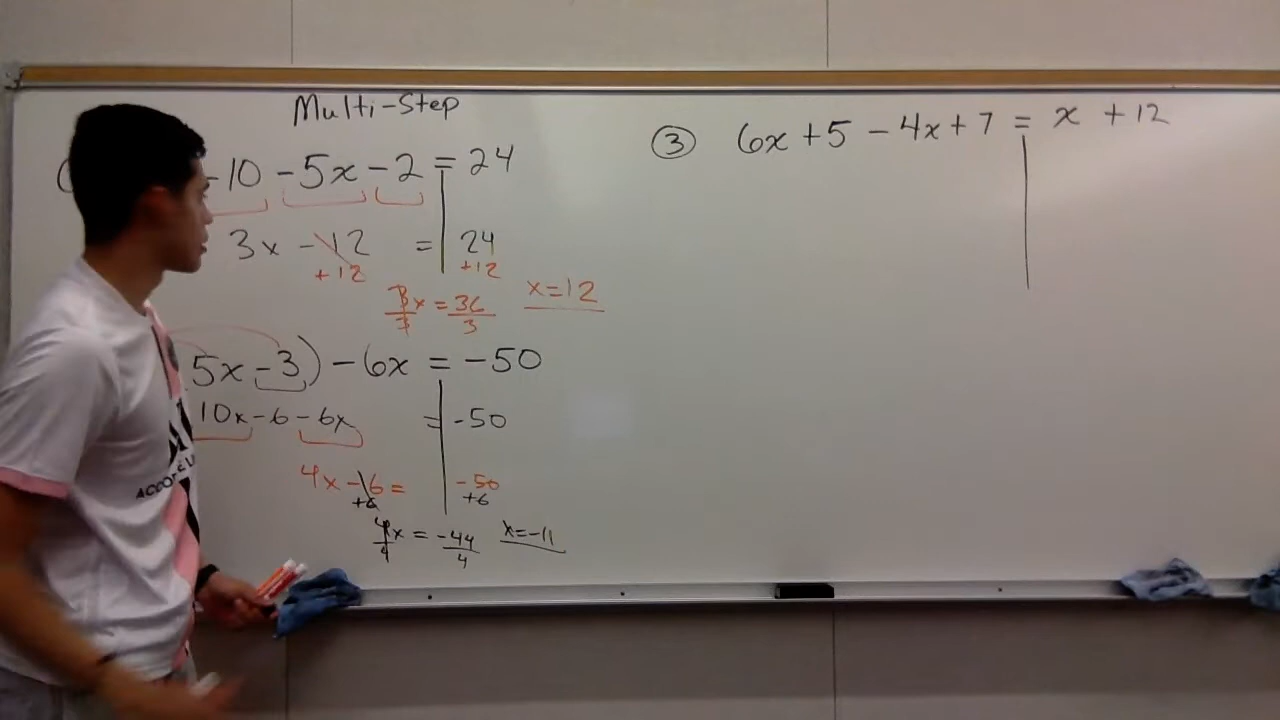 Multi-Step
-10 -5x -2 = 24
3x -12 = 24
+12 +12
3x = 36
3 3
x=12
5x -3) -6x = -50
10x -6 -6x = -50
4x -6 = -50
+6 +6
4x = -44
4 4
x=-11
③ 6x +5 -4x +7 = x +12